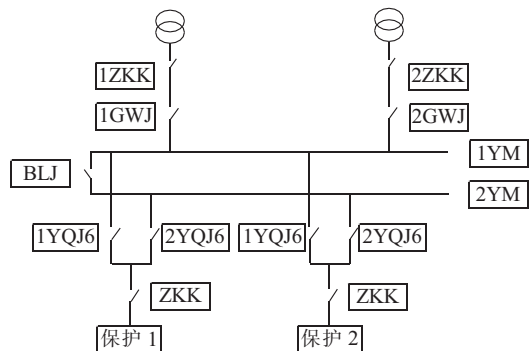 1ZKK
2ZKK
1GWJ
2GWJ
1YM
BLJ
2YM
1YQJ6
2YQJ6
1YQJ6
2YQJ6
ZKK
ZKK
保护 1
保护 2